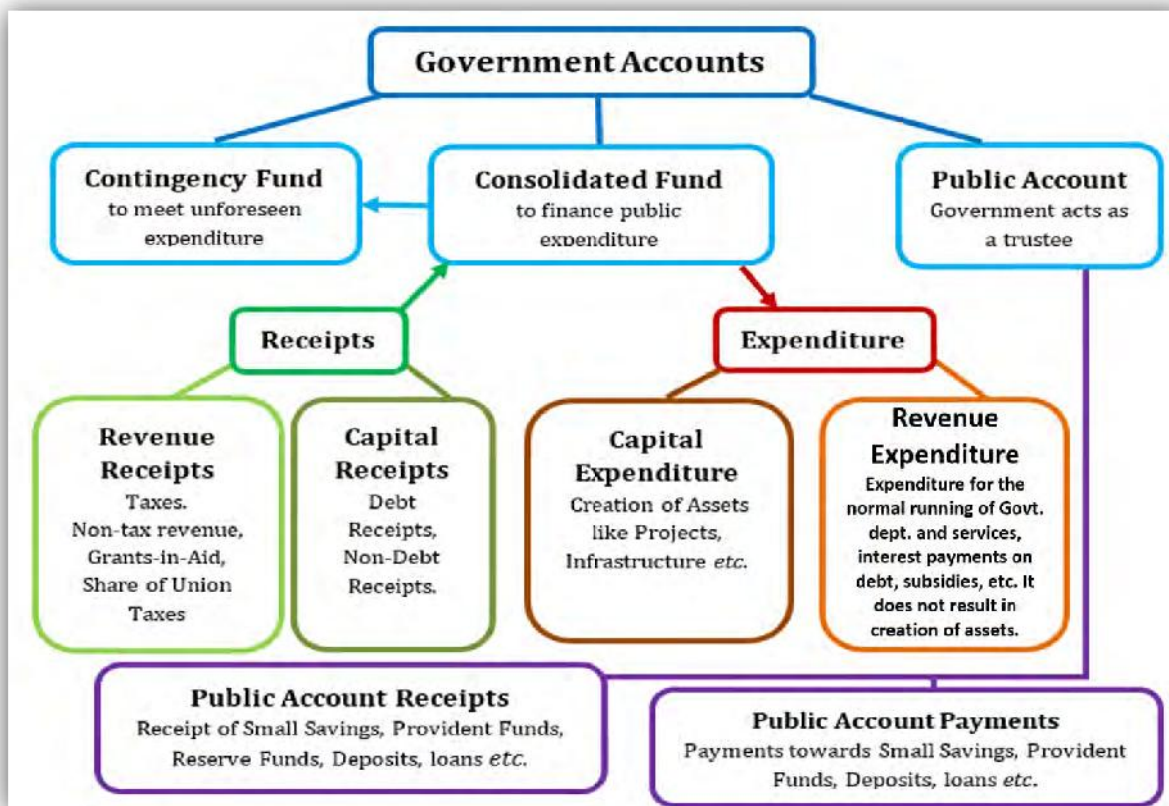 Government Accounts
Contingency Fund
to meet unforeseen
expenditure
Consolidated Fund
to finance public
expenditure
Public Account
Government acts as
a trustee
Receipts
Expenditure
Revenue
Receipts
Taxes.
Non-tax revenue,
Grants-in-Aid,
Share of Union
Taxes
Capital
Receipts
Debt
Receipts,
Non-Debt
Receipts.
Capital
Expenditure
Creation of Assets
like Projects,
Infrastructure etc.
Revenue
Expenditure
Expenditure for the
normal running of Govt.
dept. and services,
interest payments on
debt, subsidies, etc. It
does not result in
creation of assets.
Public Account Receipts
Receipt of Small Savings, Provident Funds,
Reserve Funds, Deposits, loans etc.
Public Account Payments
Payments towards Small Savings, Provident
Funds, Deposits, loans etc.